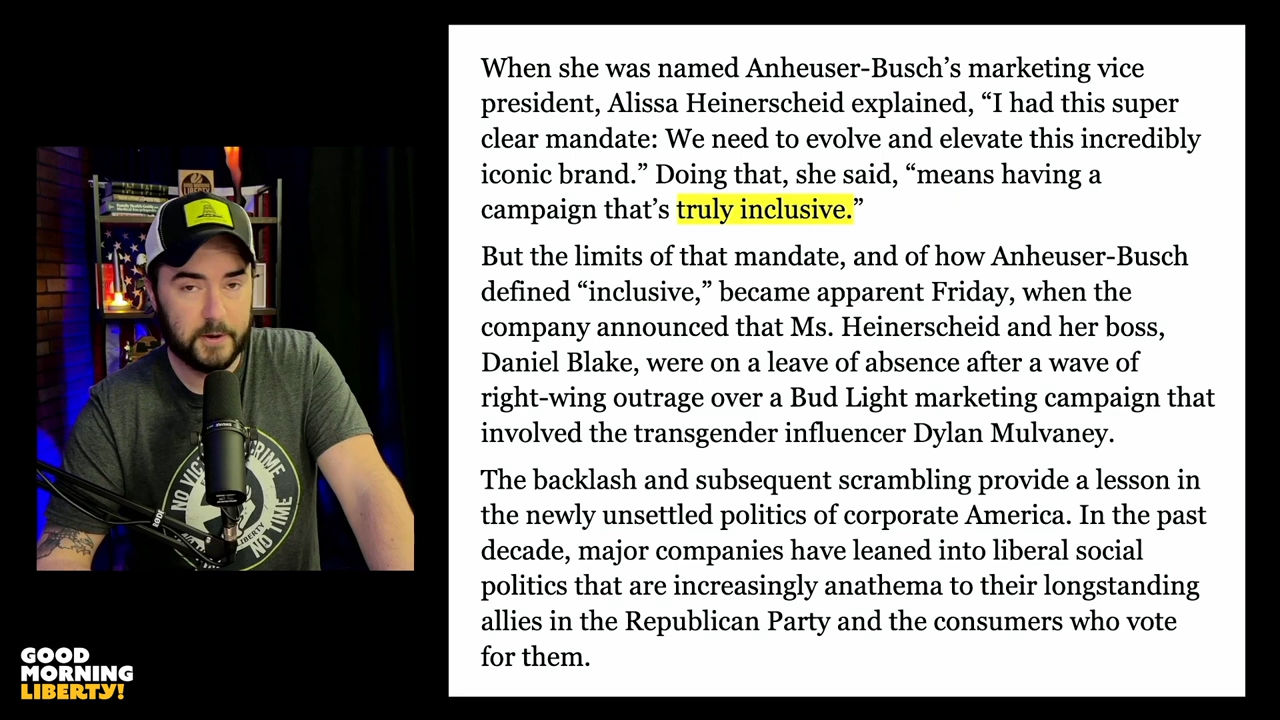 When she was named Anheuser-Busch’s marketing vice
president, Alissa Heinerscheid explained, “I had this super
clear mandate: We need to evolve and elevate this incredibly
iconic brand.” Doing that, she said, “means having a
campaign that’s truly inclusive.”
But the limits of that mandate, and of how Anheuser-Busch
defined “inclusive,” became apparent Friday, when the
company announced that Ms. Heinerscheid and her boss,
Daniel Blake, were on a leave of absence after a wave of
right-wing outrage over a Bud Light marketing campaign that
involved the transgender influencer Dylan Mulvaney.
The backlash and subsequent scrambling provide a lesson in
the newly unsettled politics of corporate America. In the past
decade, major companies have leaned into liberal social
politics that are increasingly anathema to their longstanding
allies in the Republican Party and the consumers who vote
for them.
NO
CRIME
NO TIME
LIBERTY
GOOD
MORNING
LIBERTY!